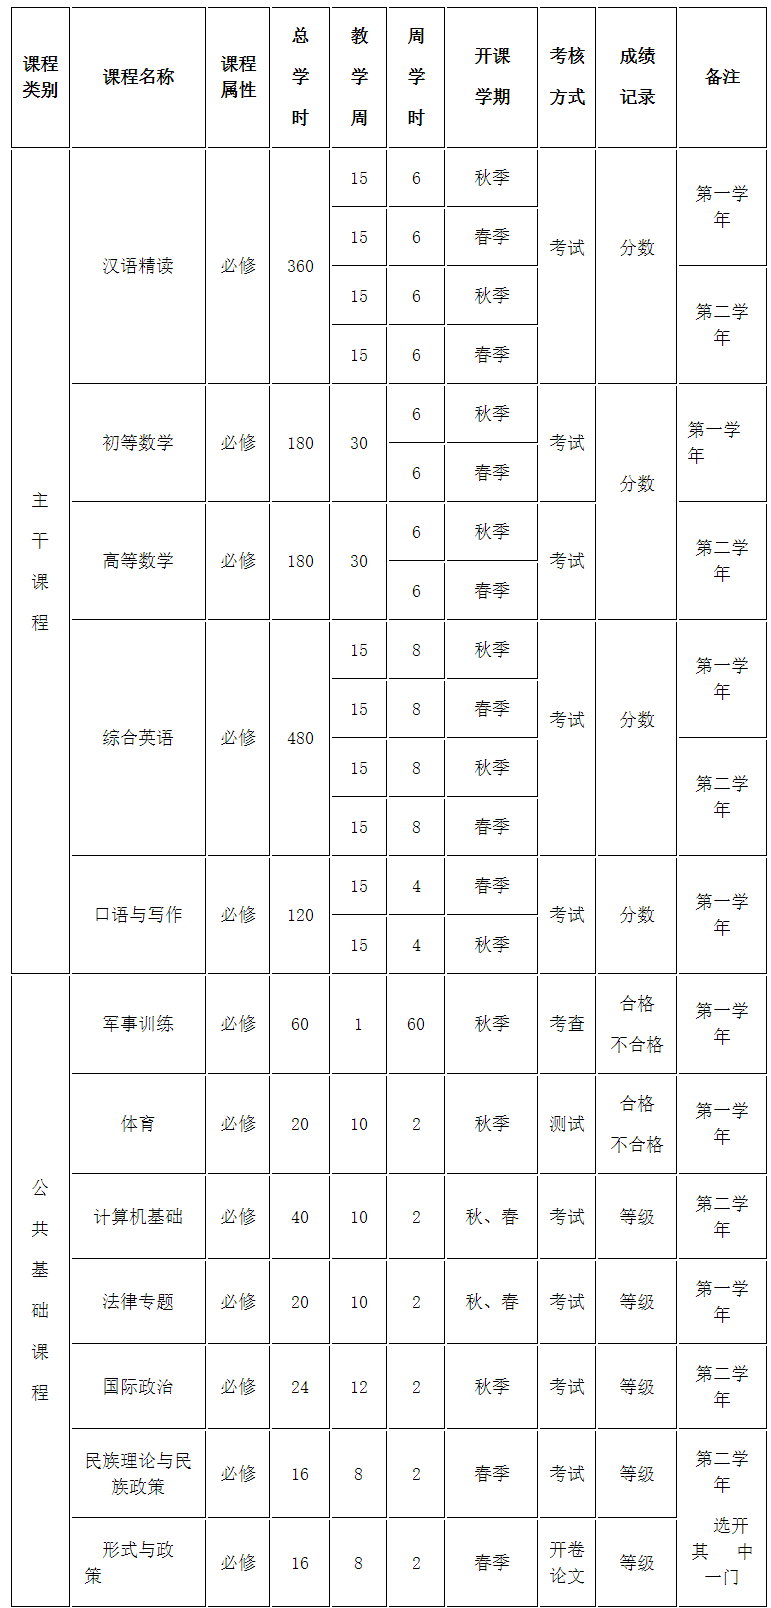 课程类别 课程名称 课程属性 总学时 教学周 周学时 开课学期 考核方式 成绩记录 备注
主干课程 汉语精读 必修 360 15 6 秋季 考试 分数 第一学年
15 6 春季
15 6 秋季 第二学年
15 6 春季
初等数学 必修 180 30 6 秋季 考试 分数 第一学年
6 春季
高等数学 必修 180 30 6 秋季 考试 第二学年
6 春季
综合英语 必修 480 15 8 秋季 考试 分数 第一学年
15 8 春季
15 8 秋季 第二学年
15 8 春季
口语与写作 必修 120 15 4 春季 考试 分数 第一学年
15 4 秋季
公共基础课程 军事训练 必修 60 1 60 秋季 考查 合格 不合格 第一学年
体育 必修 20 10 2 秋季 测试 合格 不合格 第一学年
计算机基础 必修 40 10 2 秋、春 考试 等级 第二学年
法律专题 必修 20 10 2 秋、春 考试 等级 第一学年
国际政治 必修 24 12 2 秋季 考试 等级 第二学年
民族理论与民族政策 必修 16 8 2 春季 考试 等级 第二学年 选开其中一门
形式与政策 必修 16 8 2 春季 开卷论文 等级